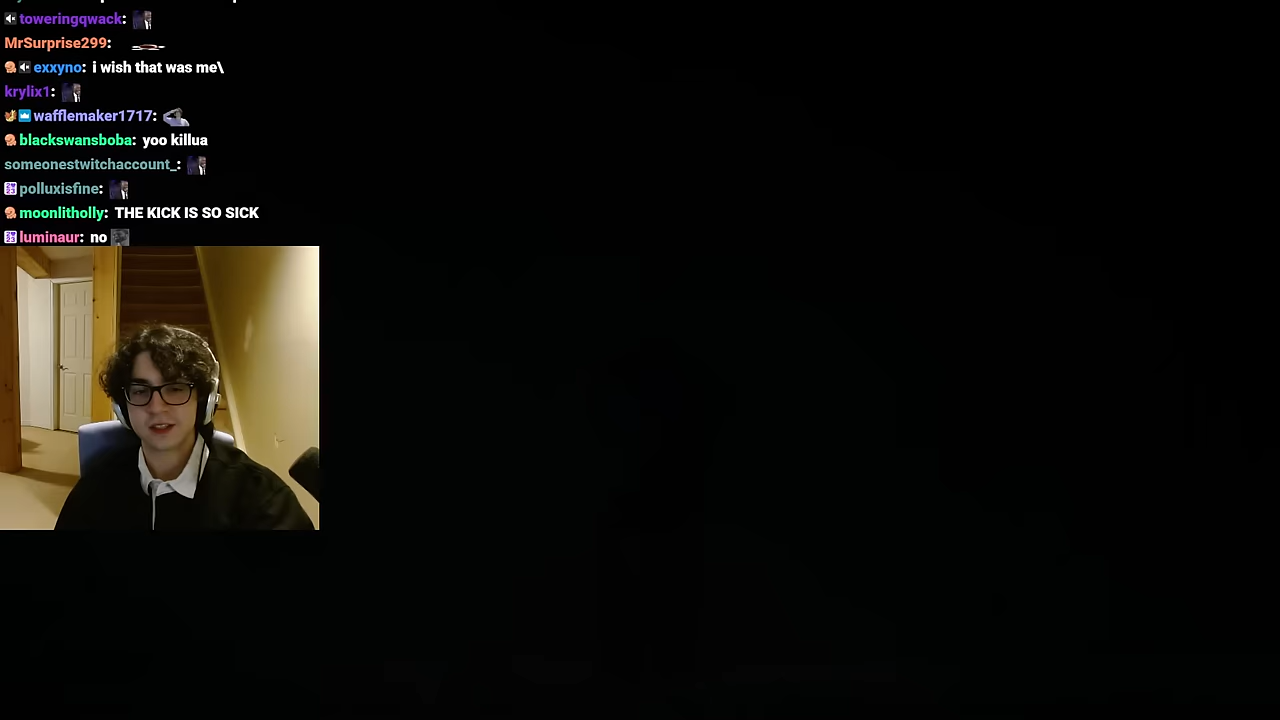 toweringqwack:
MrSurprise299:
exxyno: i wish that was me\
krylix1:
wafflemaker1717:
blackswansboba: yoo killua
someonestwitchaccount_:
polluxisfine:
moonlitholly: THE KICK IS SO SICK
luminaur: no